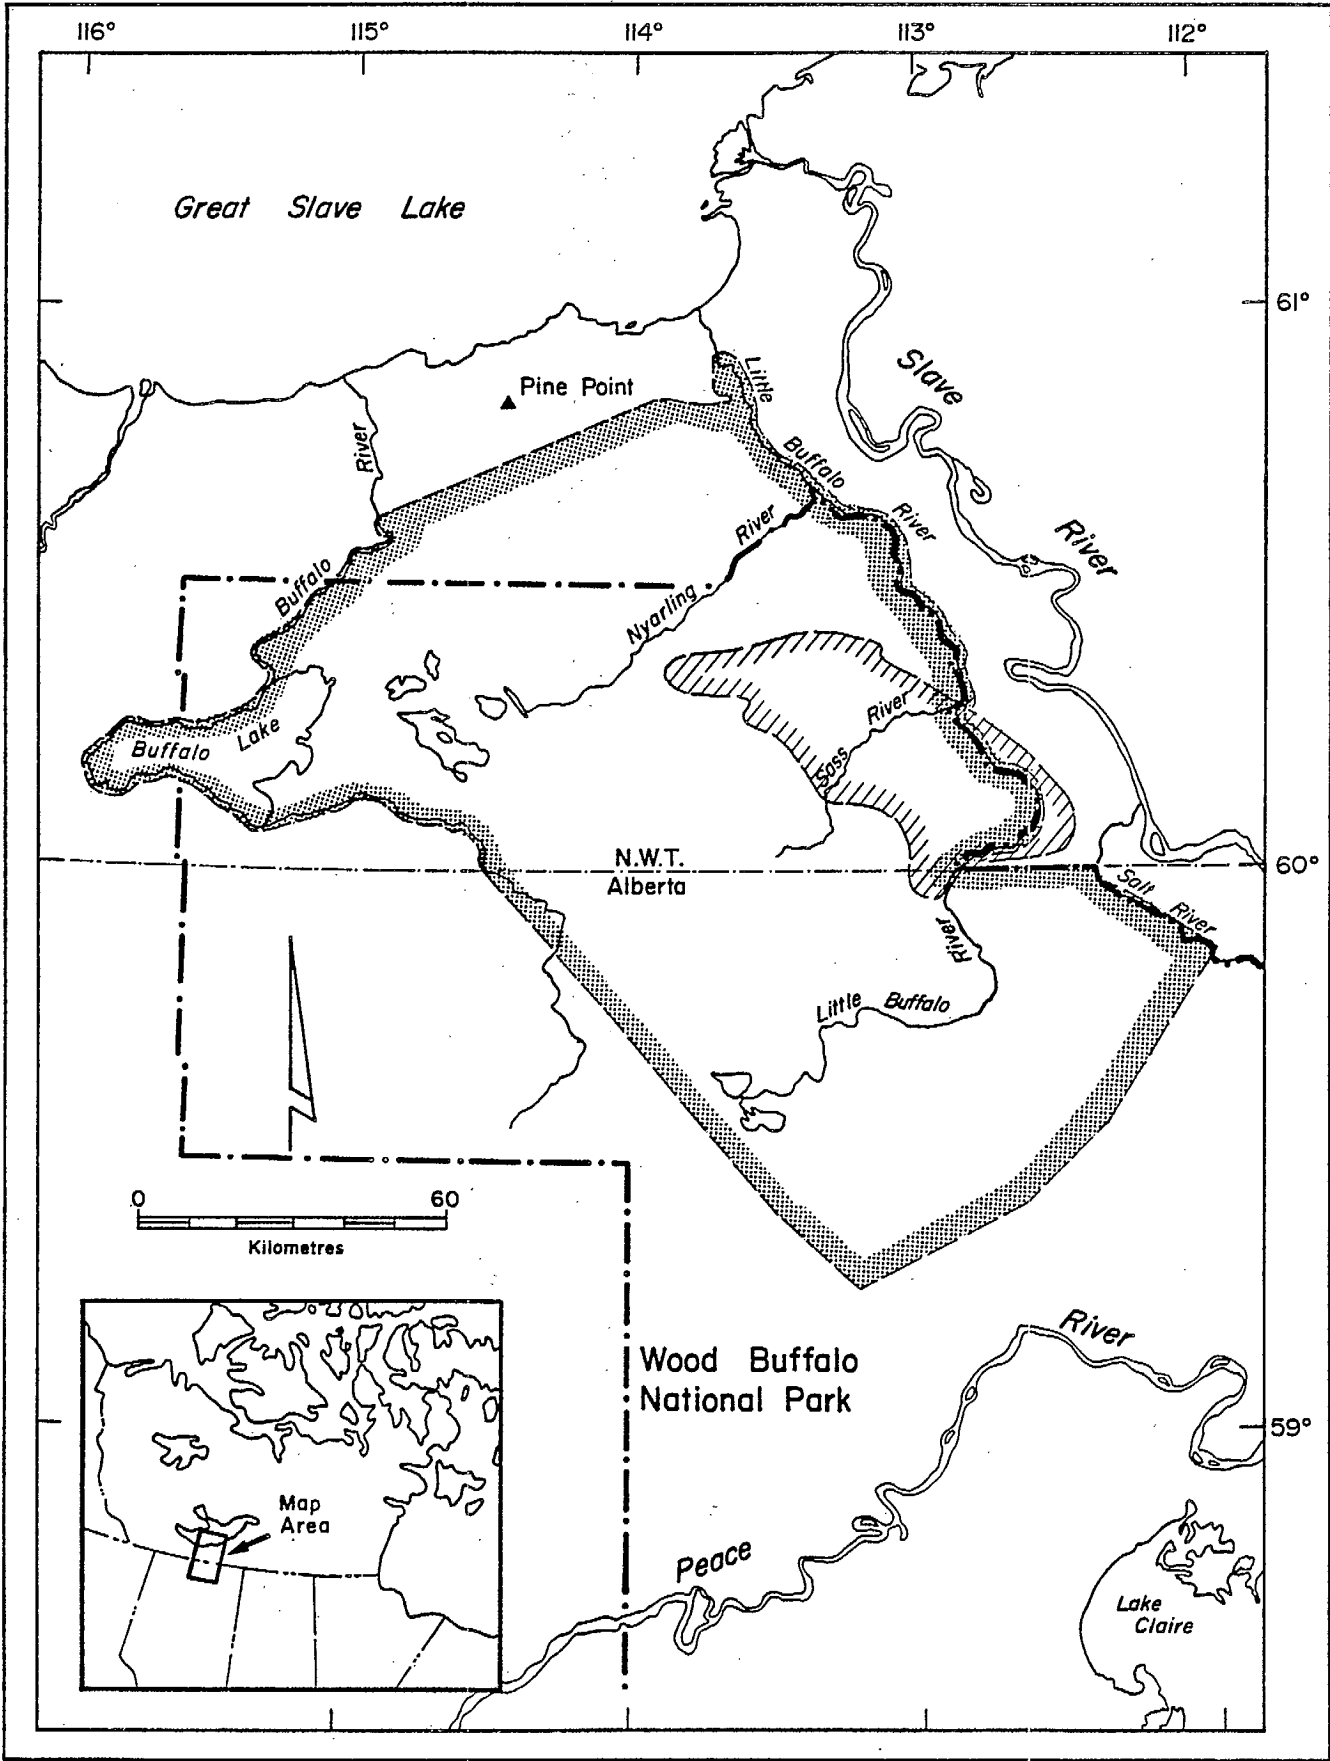 116° 115° 114° 113° 112°
Great Slave Lake
61°
Slave
River
Pine Point
Little
Buffalo
River
River
Buffalo
River
Nyarling
Sass
River
Buffalo
Lake
N.W.T.
Alberta
60°
Salt
River
River
Little Buffalo
0 60
Kilometres
Wood Buffalo
National Park
River
59°
Peace
Lake
Claire
Map
Area